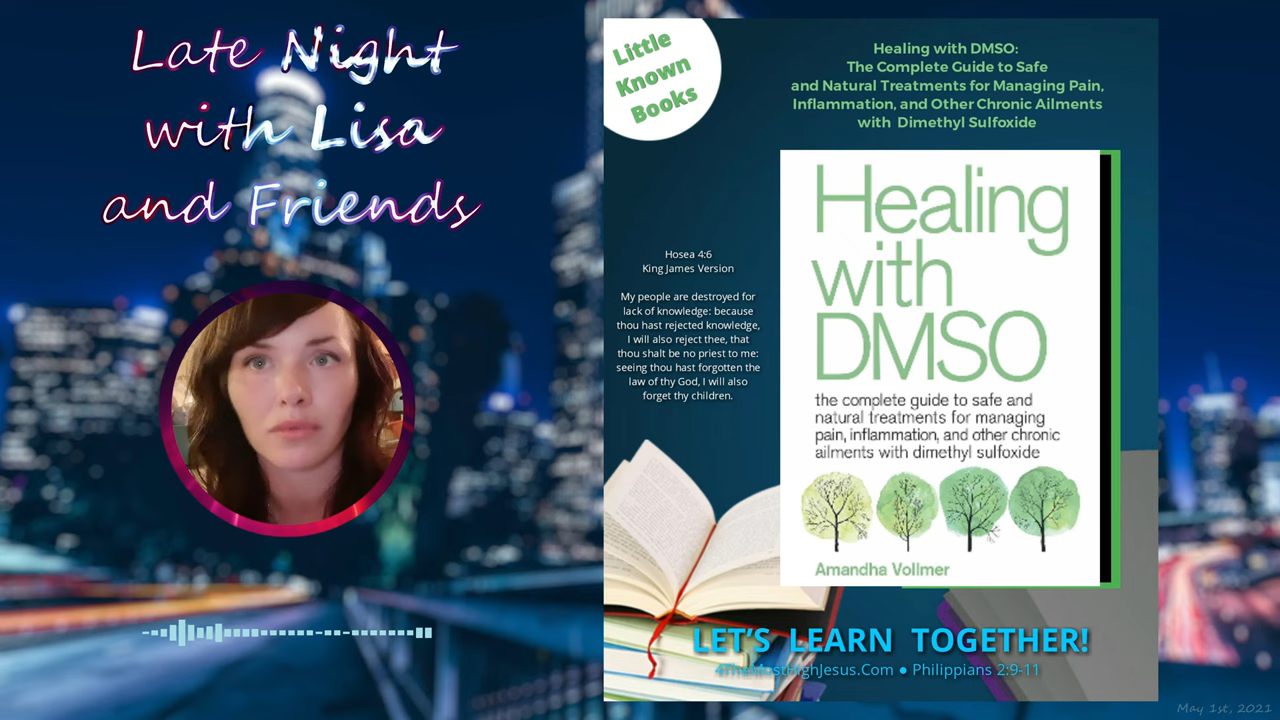 Late Night
with Lisa
and Friends
Little
Known
Books
Healing with DMSO:
The Complete Guide to Safe
and Natural Treatments for Managing Pain,
Inflammation, and Other Chronic Ailments
with Dimethyl Sulfoxide
Hosea 4:6
King James Version
My people are destroyed for
lack of knowledge: because
thou hast rejected knowledge,
I will also reject thee, that
thou shalt be no priest to me:
seeing thou hast forgotten the
law of thy God, I will also
forget thy children.
Healing
with
DMSO
the complete guide to safe and
natural treatments for managing
pain, inflammation, and other chronic
ailments with dimethyl sulfoxide
Amandha Vollmer
LET'S LEARN TOGETHER!
4TheMostHighJesus.Com ● Philippians 2:9-11
May 1st, 2021